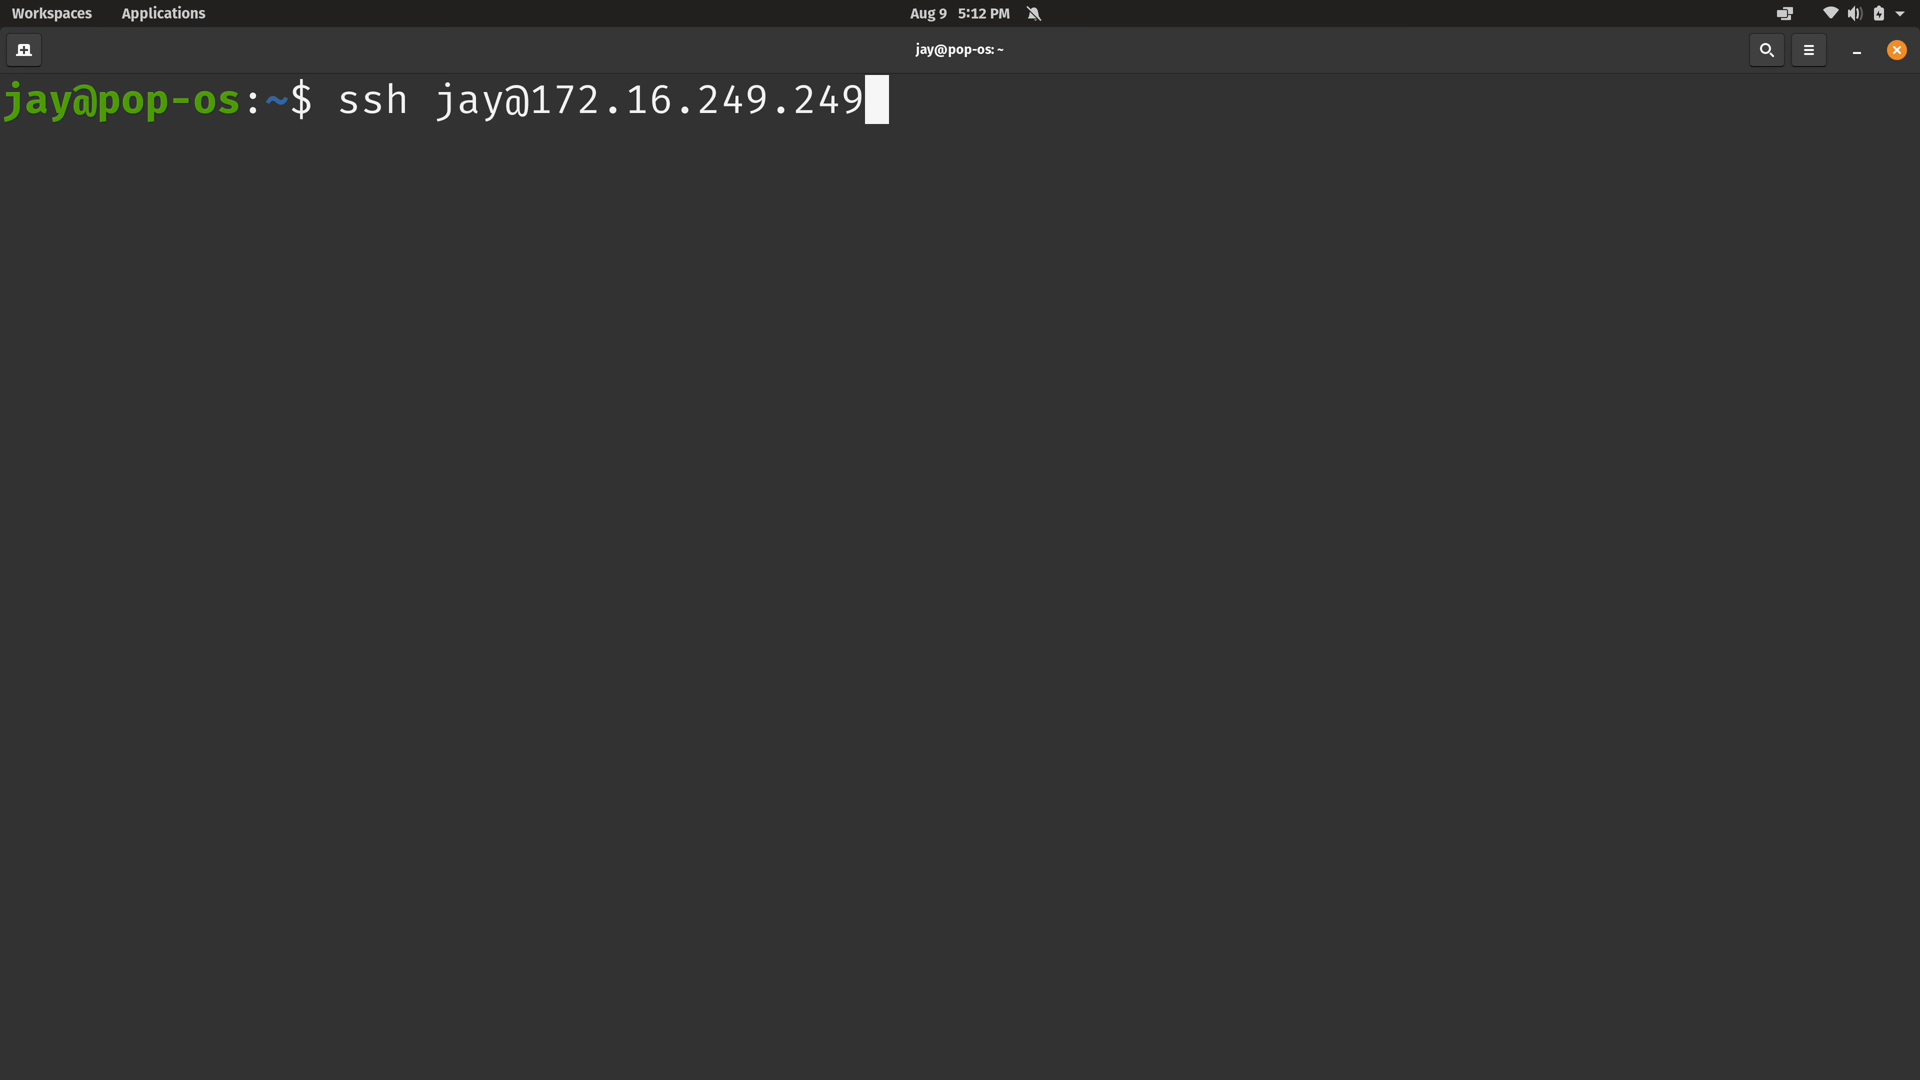 Workspaces Applications Aug 9 5:12 PM
jay@pop-os: ~
jay@pop-os:~$ ssh jay@172.16.249.249